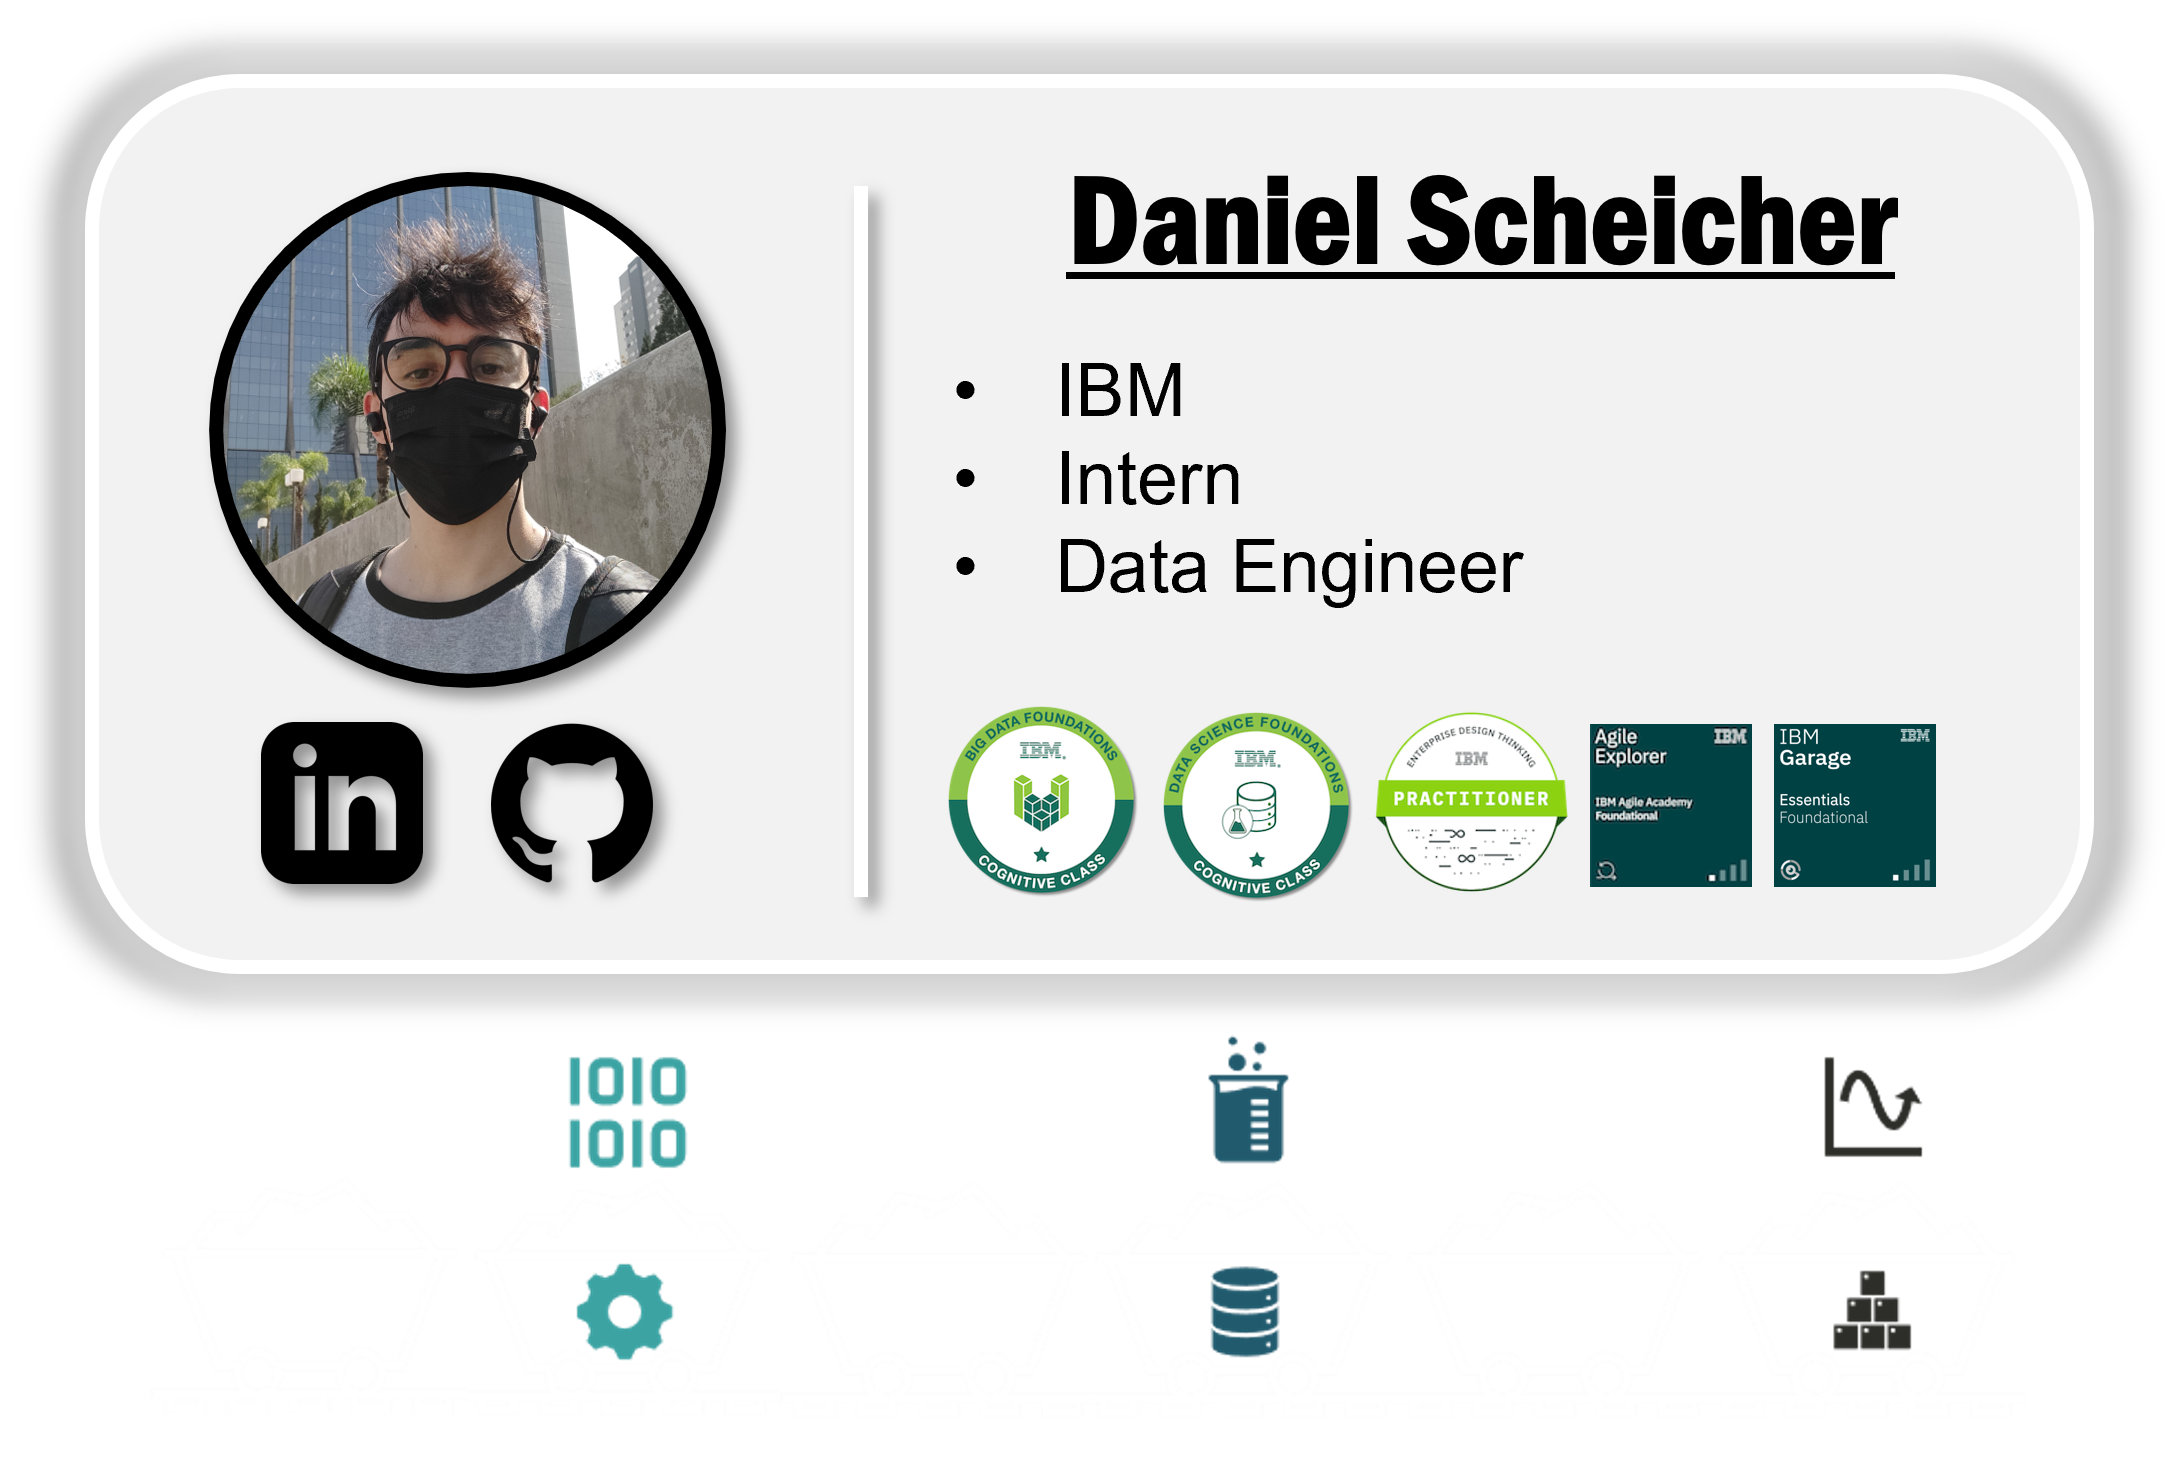 Daniel Scheicher
• IBM
• Intern
• Data Engineer
in
BIG DATA FOUNDATIONS
IBM.
COGNITIVE CLASS
DATA SCIENCE FOUNDATIONS
IBM.
COGNITIVE CLASS
ENTERPRISE DESIGN THINKING
IBM
PRACTITIONER
Agile IBM
Explorer
IBM Agile Academy
Foundational
IBM IBM
Garage
Essentials
Foundational
1010
1010